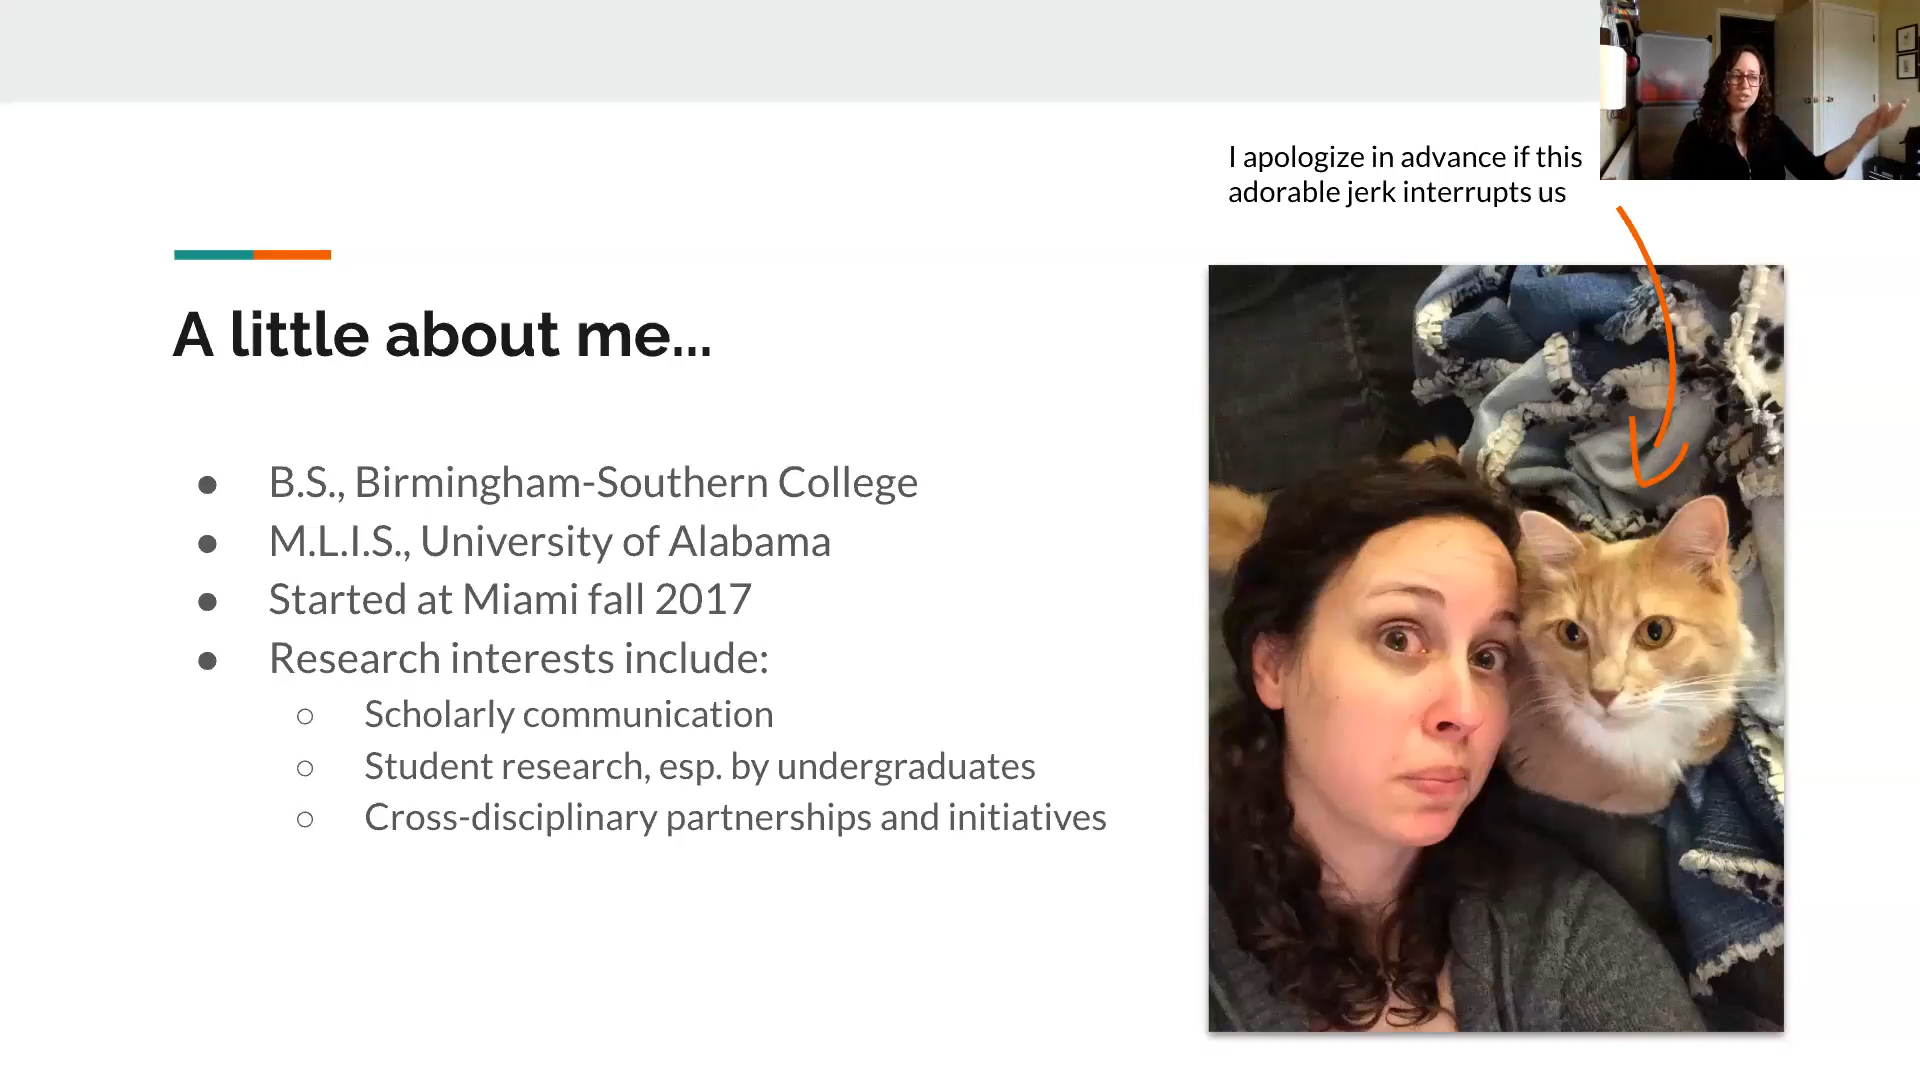 I apologize in advance if this
adorable jerk interrupts us
A little about me...
● B.S., Birmingham-Southern College
● M.L.I.S., University of Alabama
● Started at Miami fall 2017
● Research interests include:
○ Scholarly communication
○ Student research, esp. by undergraduates
○ Cross-disciplinary partnerships and initiatives